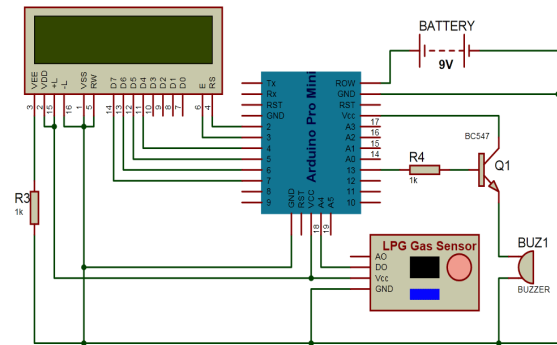 BATTERY
9V
VEE
VDD
+L
-L
VSS
RW
D7
D6
D5
D4
D3
D2
D1
D0
E
RS
3
2
15
16
1
5
14
13
12
11
10
9
8
7
6
4
Arduino Pro Mini
Tx
Rx
RST
GND
2
3
4
5
6
7
8
9
ROW
GND
RST
Vcc
A3
A2
A1
A0
13
12
11
10
17
16
15
14
GND
RST
VCC
A4
A5
18
19
BC547
Q1
R4
1k
R3
1k
LPG Gas Sensor
AO
DO
Vcc
GND
BUZ1
BUZZER